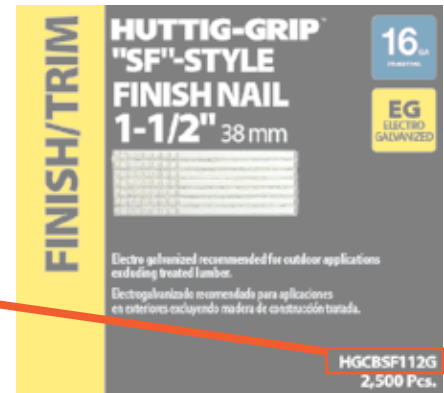 FINISH/TRIM
HUTTIG-GRIP™
"SF"-STYLE
FINISH NAIL
1-1/2" 38 mm
16 GA
EG
ELECTRO
GALVANIZED
Electro galvanized recommended for outdoor applications
excluding treated lumber.
Electrogalvanizado recomendado para aplicaciones
en exteriores excluyendo madera de construcción tratada.
HGCBSF112G
2,500 Pcs.